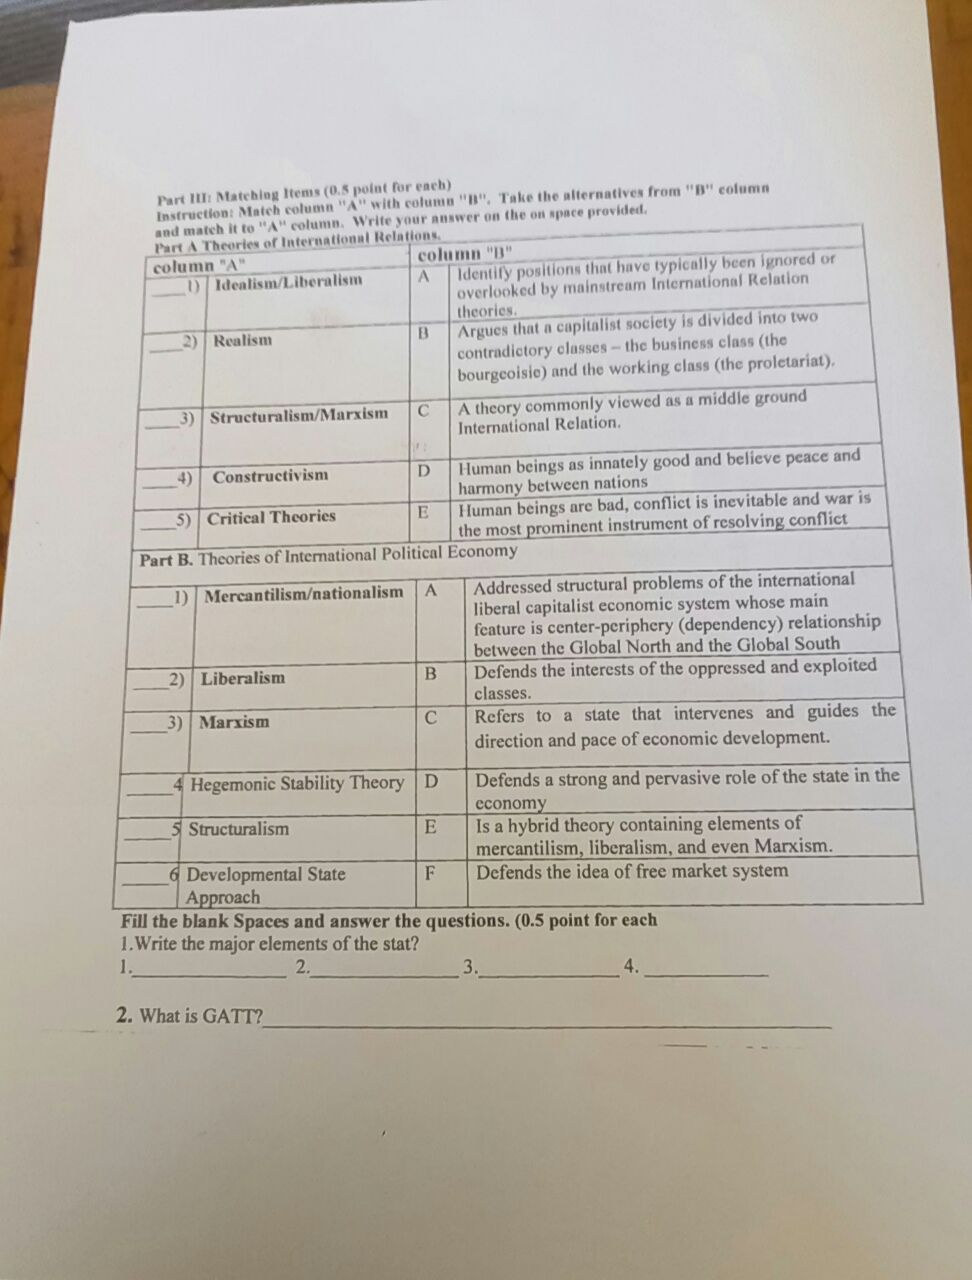 Part III: Matching Items (0.5 point for each)
Instruction: Match column "A" with column "B". Take the alternatives from "B" column
and match it to "A" column. Write your answer on the on space provided.
Part A Theories of International Relations.
column "A" column "B"
____1) Idealism/Liberalism A Identify positions that have typically been ignored or
overlooked by mainstream International Relation
theories.
____2) Realism B Argues that a capitalist society is divided into two
contradictory classes – the business class (the
bourgeoisie) and the working class (the proletariat).
____3) Structuralism/Marxism C A theory commonly viewed as a middle ground
International Relation.
____4) Constructivism D Human beings as innately good and believe peace and
harmony between nations
____5) Critical Theories E Human beings are bad, conflict is inevitable and war is
the most prominent instrument of resolving conflict
Part B. Theories of International Political Economy
____1) Mercantilism/nationalism A Addressed structural problems of the international
liberal capitalist economic system whose main
feature is center-periphery (dependency) relationship
between the Global North and the Global South
____2) Liberalism B Defends the interests of the oppressed and exploited
classes.
____3) Marxism C Refers to a state that intervenes and guides the
direction and pace of economic development.
____4 Hegemonic Stability Theory D Defends a strong and pervasive role of the state in the
economy
____5 Structuralism E Is a hybrid theory containing elements of
mercantilism, liberalism, and even Marxism.
____6 Developmental State F Defends the idea of free market system
Approach
Fill the blank Spaces and answer the questions. (0.5 point for each
1.Write the major elements of the stat?
1.______________ 2.______________ 3.______________ 4. ____________
2. What is GATT?____________________________________________